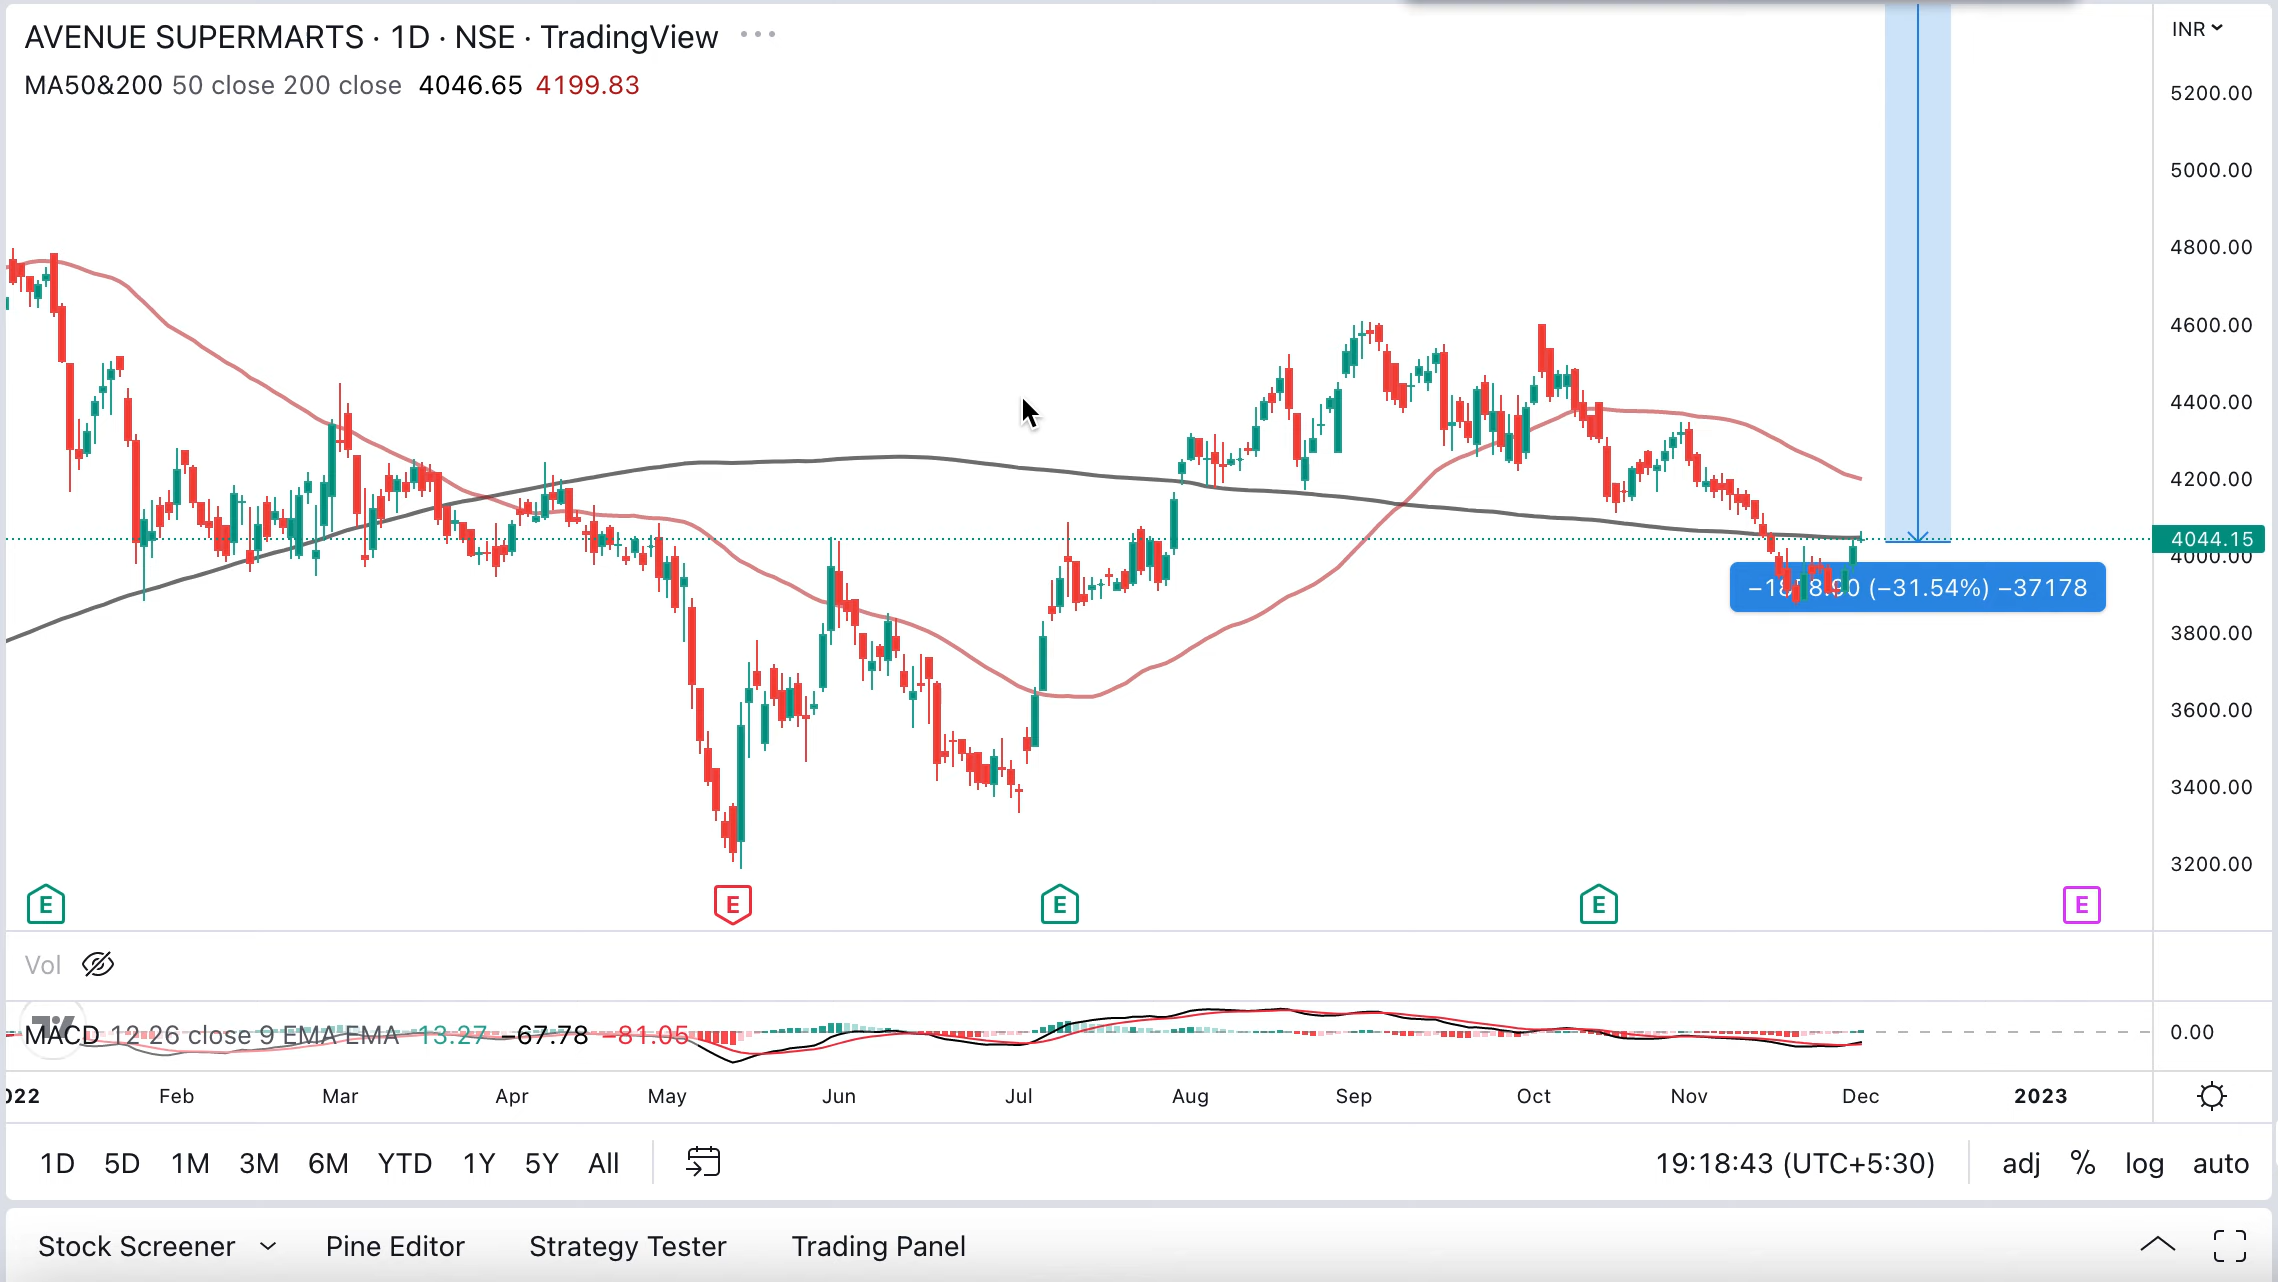 AVENUE SUPERMARTS · 1D · NSE · TradingView
INR
MA50&200 50 close 200 close 4046.65 4199.83
5200.00
5000.00
4800.00
4600.00
4400.00
4200.00
4044.15
4000.00
(−31.54%) −37178
3800.00
3600.00
3400.00
3200.00
E E E E E
Vol
MACD 12 26 close 9 EMA EMA 13.27 −67.78 −81.05
0.00
022 Feb Mar Apr May Jun Jul Aug Sep Oct Nov Dec 2023
1D 5D 1M 3M 6M YTD 1Y 5Y All 19:18:43 (UTC+5:30) adj % log auto
Stock Screener Pine Editor Strategy Tester Trading Panel